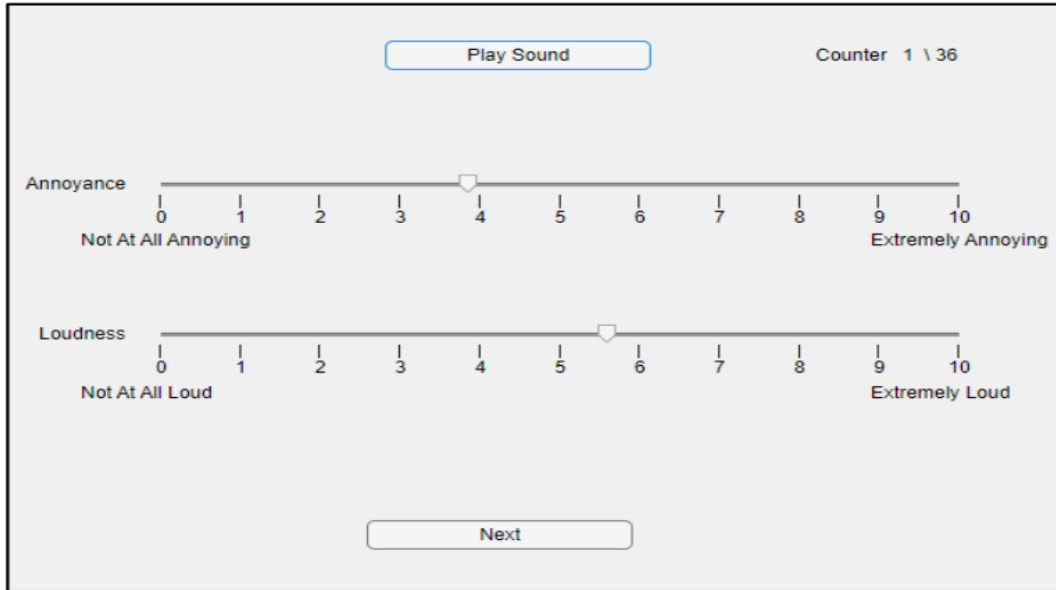 Play Sound Counter 1 \ 36
Annoyance
0 1 2 3 4 5 6 7 8 9 10
Not At All Annoying Extremely Annoying
Loudness
0 1 2 3 4 5 6 7 8 9 10
Not At All Loud Extremely Loud
Next